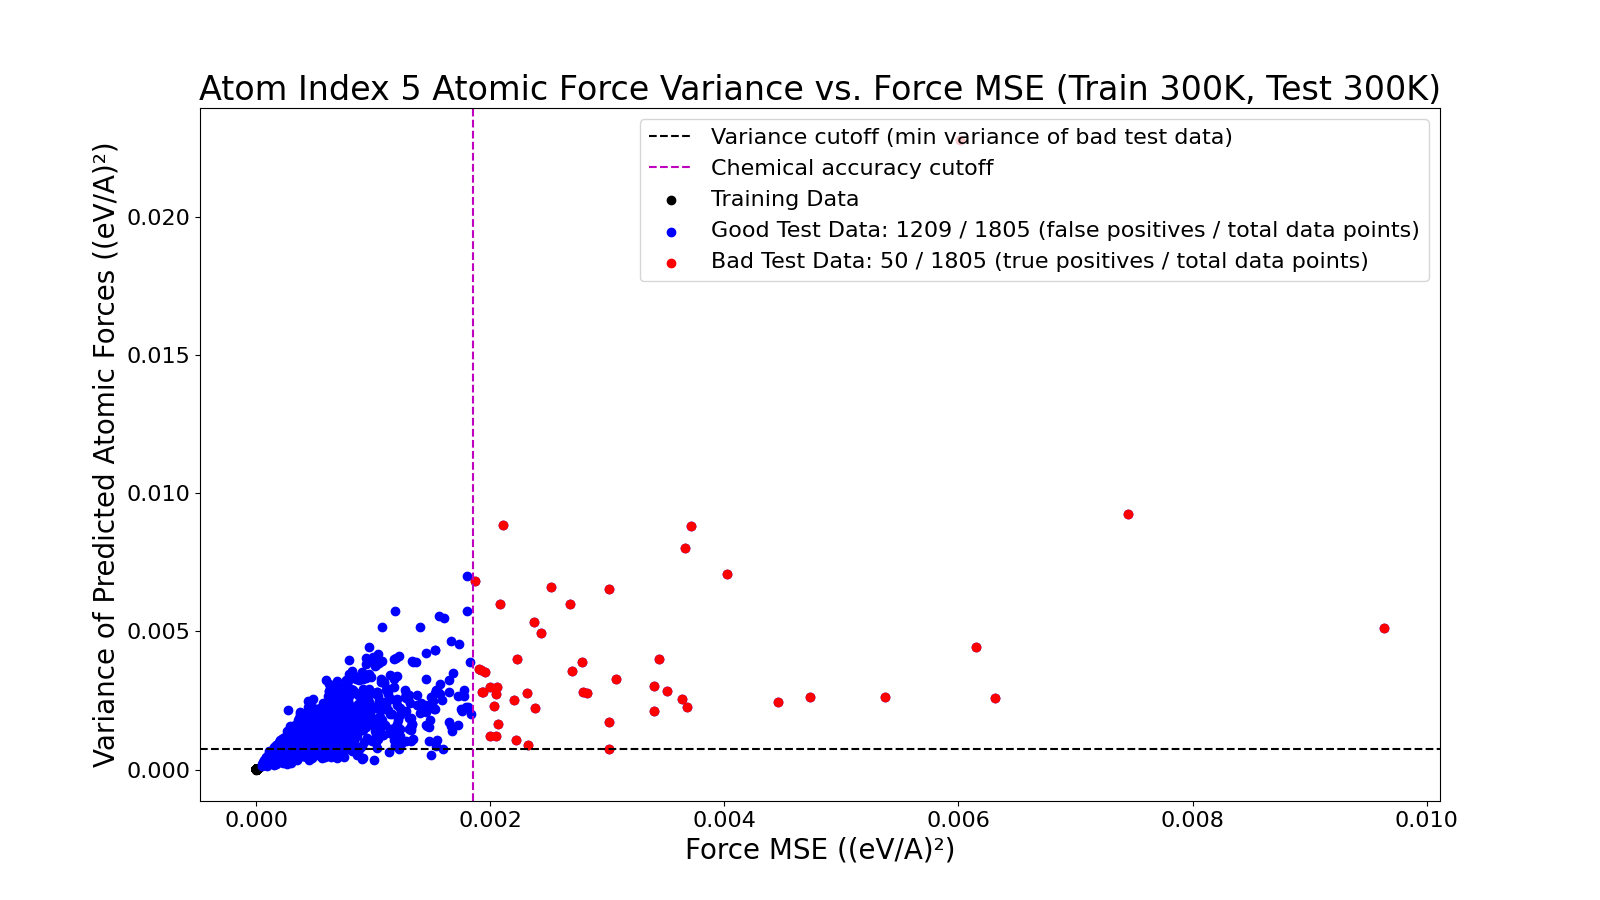 Atom Index 5 Atomic Force Variance vs. Force MSE (Train 300K, Test 300K)
Variance cutoff (min variance of bad test data)
Chemical accuracy cutoff
Training Data
Good Test Data: 1209 / 1805 (false positives / total data points)
Bad Test Data: 50 / 1805 (true positives / total data points)
Variance of Predicted Atomic Forces ((eV/A)²)
0.020
0.015
0.010
0.005
0.000
0.000 0.002 0.004 0.006 0.008 0.010
Force MSE ((eV/A)²)